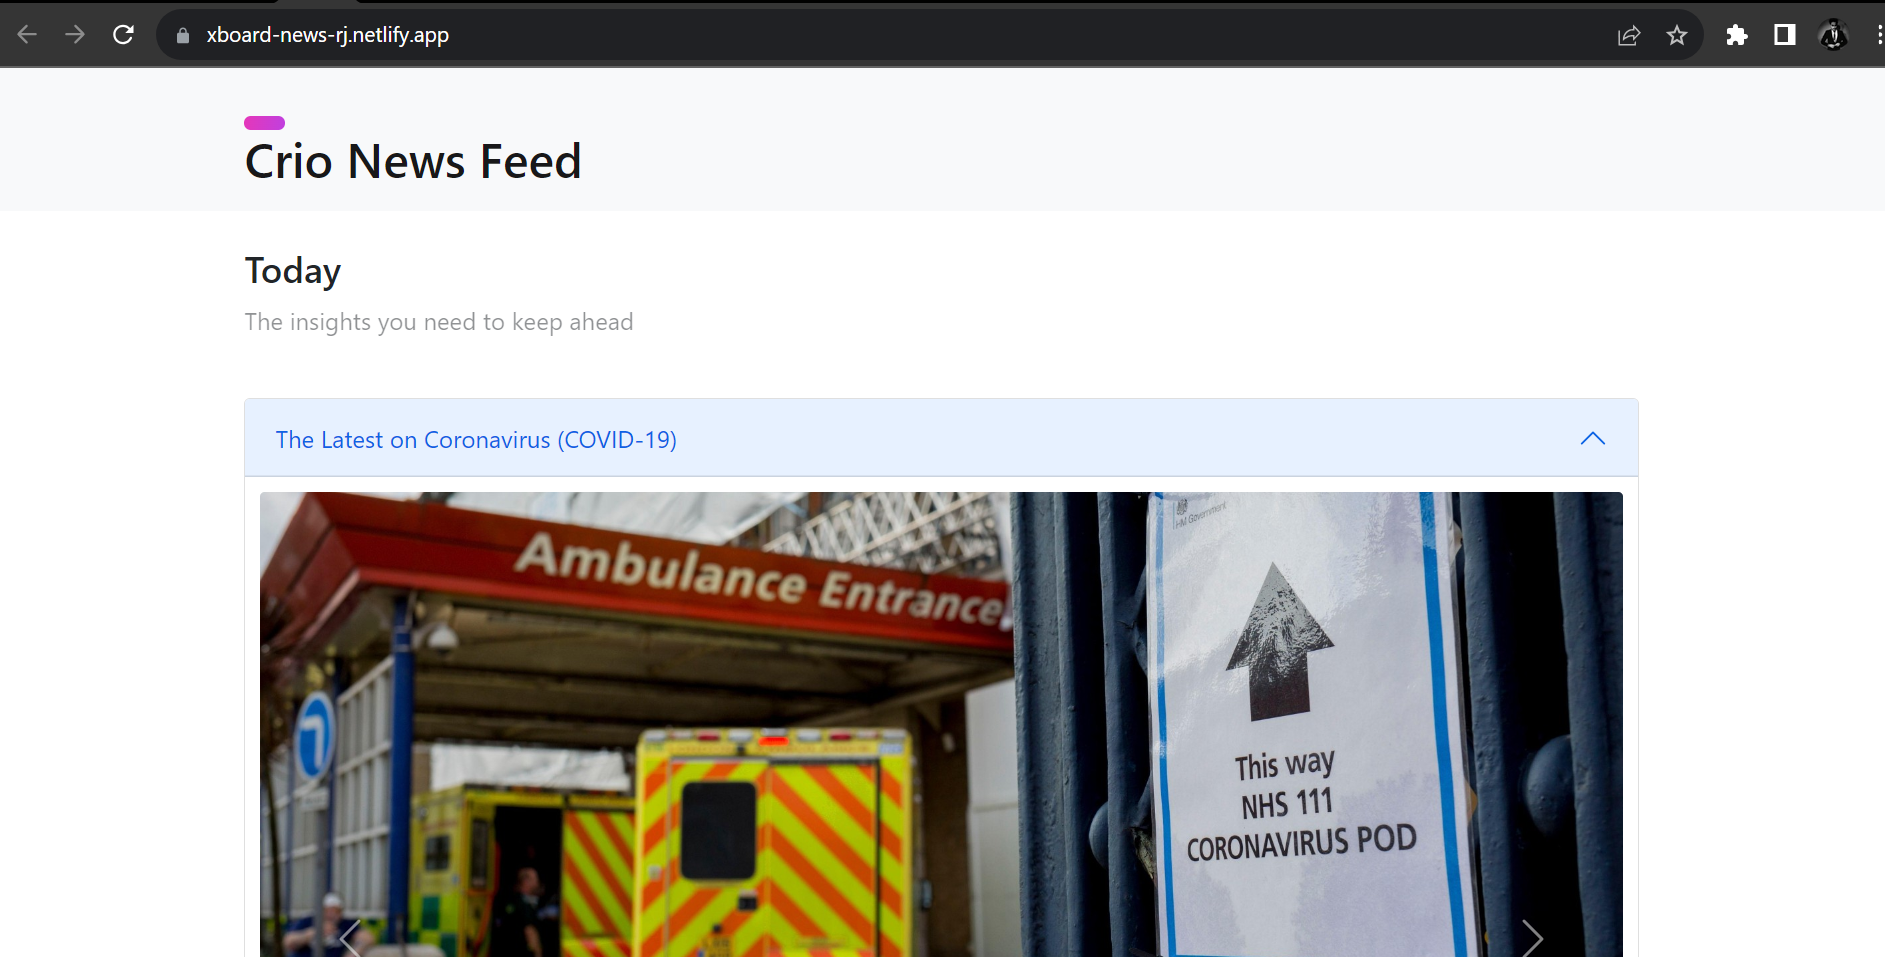 xboard-news-rj.netlify.app
Crio News Feed
Today
The insights you need to keep ahead
The Latest on Coronavirus (COVID-19)
HM Government
Ambulance Entrance
This way
NHS 111
CORONAVIRUS POD